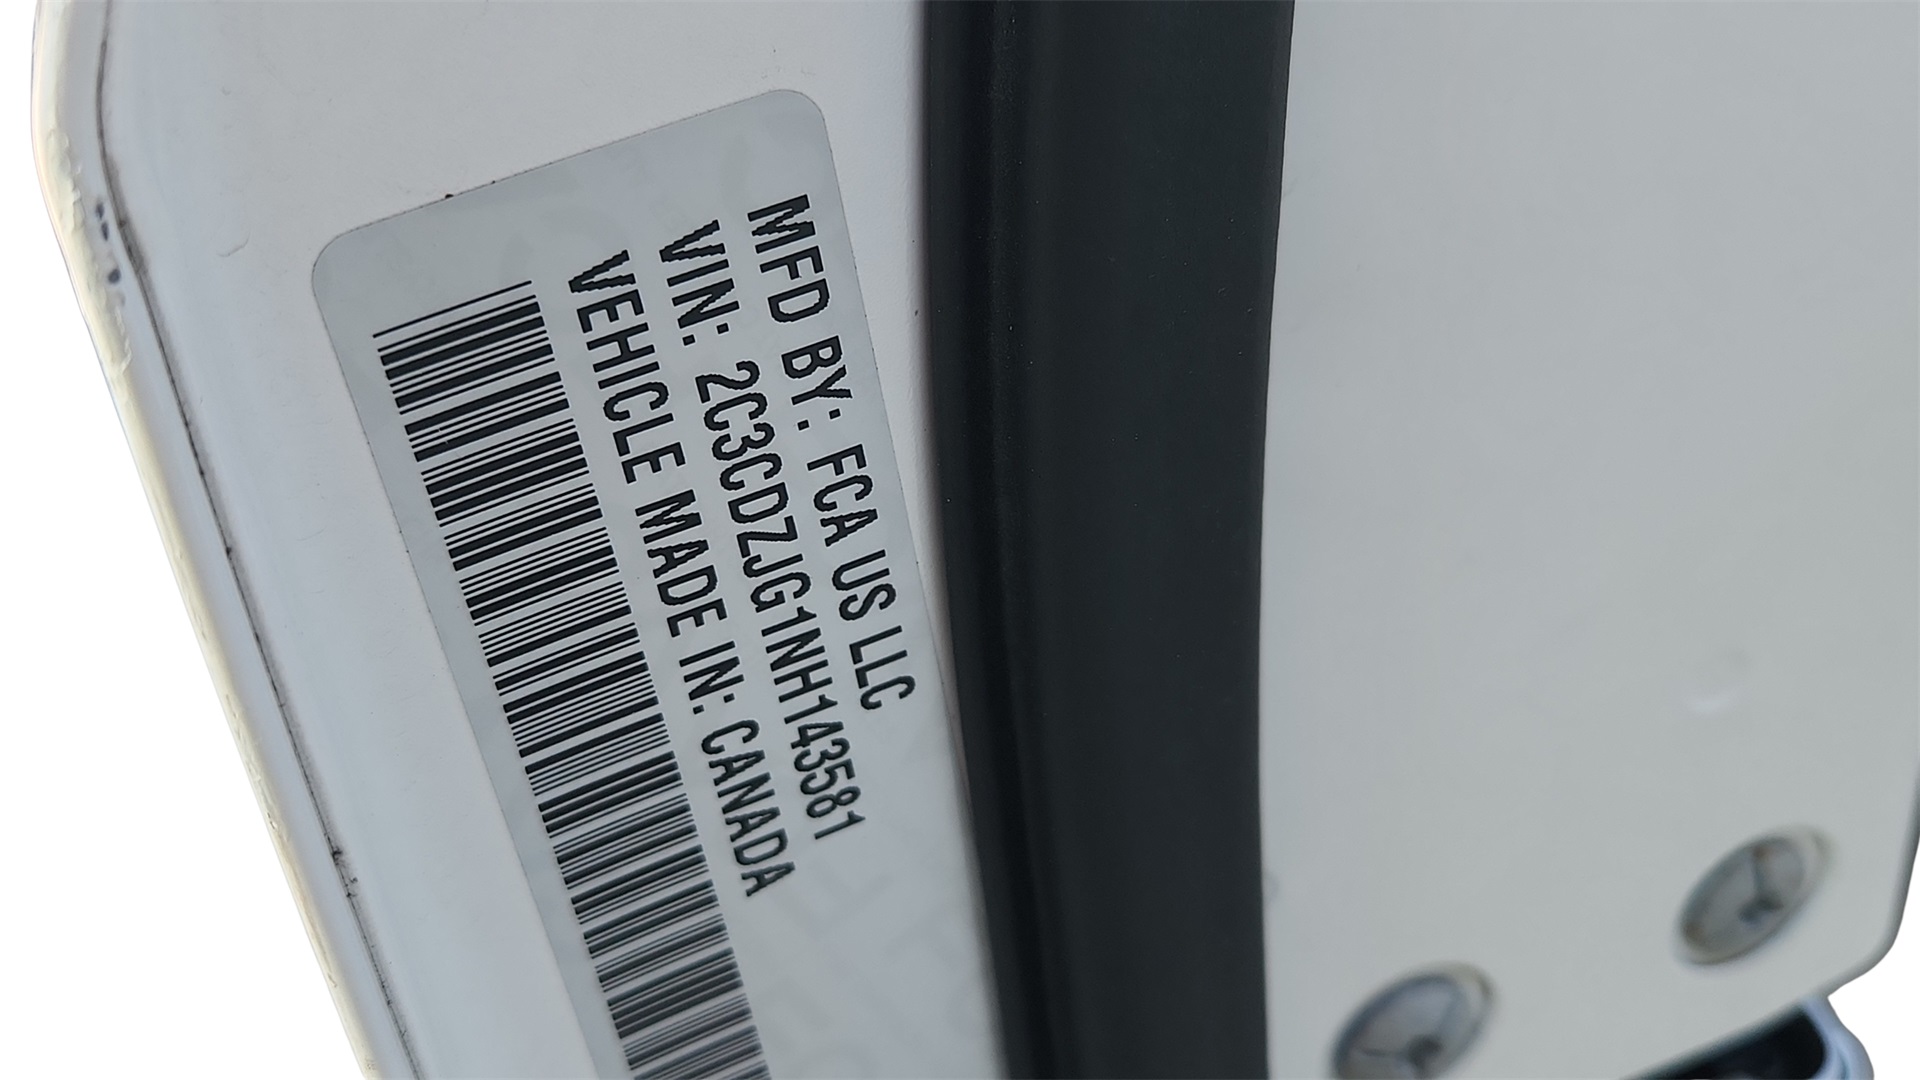 MFD BY: FCA US LLC
VIN: 2C3CDZJG1NH143581
VEHICLE MADE IN: CANADA